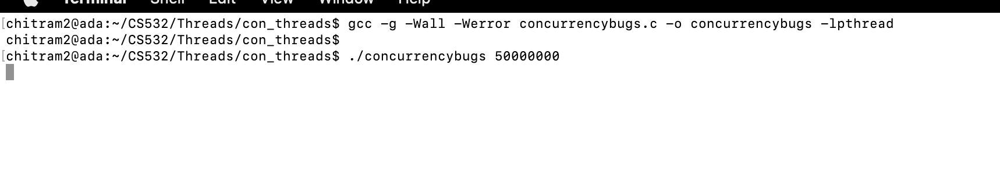 Terminal Shell Edit View Window Help
[chitram2@ada:~/CS532/Threads/con_threads$ gcc -g -Wall -Werror concurrencybugs.c -o concurrencybugs -lpthread
chitram2@ada:~/CS532/Threads/con_threads$
[chitram2@ada:~/CS532/Threads/con_threads$ ./concurrencybugs 50000000